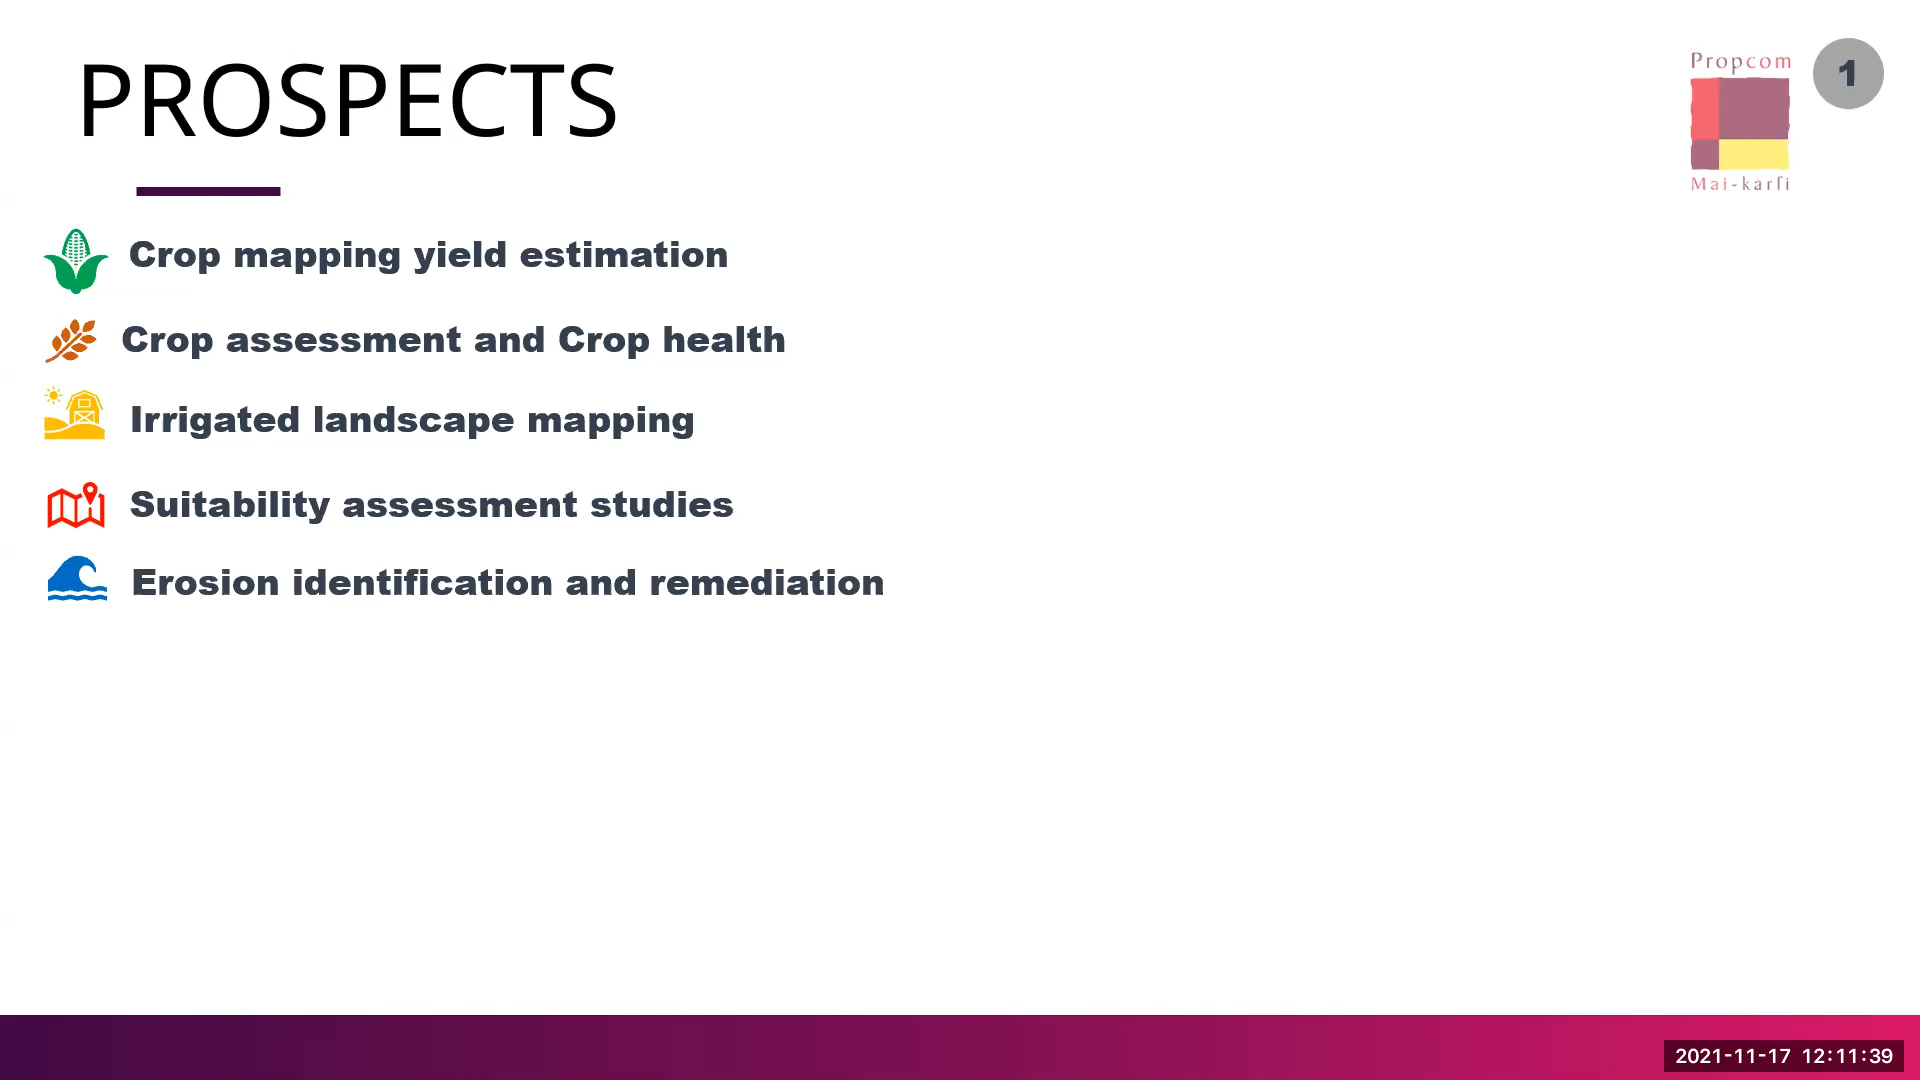 PROSPECTS
Propcom
Mai-karfi
1
Crop mapping yield estimation
Crop assessment and Crop health
Irrigated landscape mapping
Suitability assessment studies
Erosion identification and remediation
2021-11-17 12:11:39